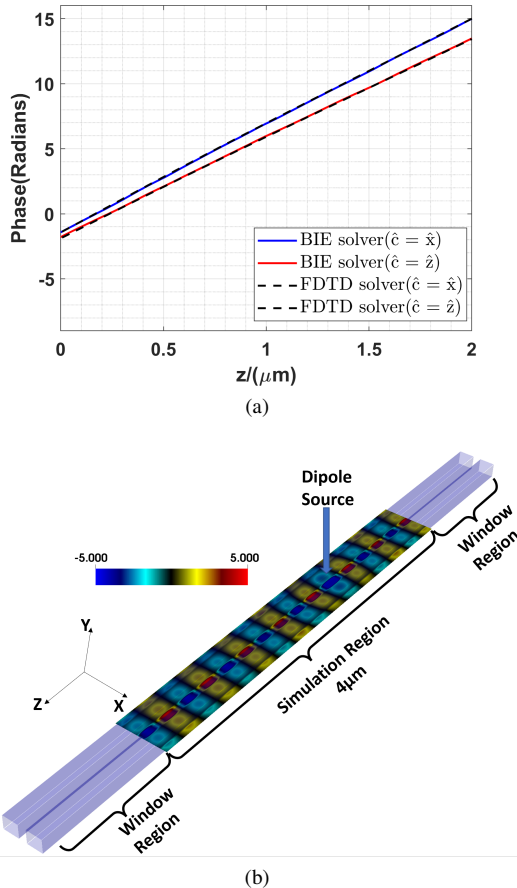 15
10
5
0
-5
Phase(Radians)
BIE solver(ĉ = x̂)
BIE solver(ĉ = ẑ)
FDTD solver(ĉ = x̂)
FDTD solver(ĉ = ẑ)
0 0.5 1 1.5 2
z/(μm)
(a)
Dipole
Source
-5.000 5.000
Window
Region
Y
Z
X
Simulation Region
4μm
Window
Region
(b)